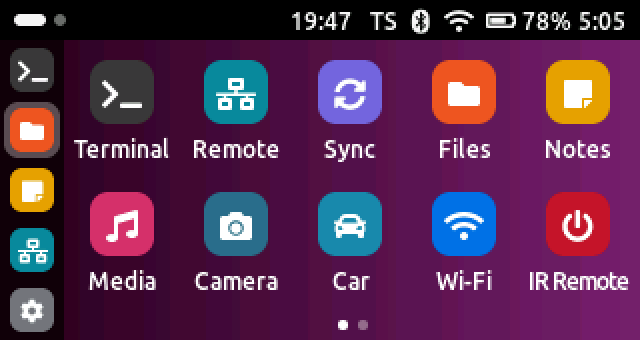 19:47 TS 78% 5:05
Terminal Remote Sync Files Notes
Media Camera Car Wi-Fi IR Remote